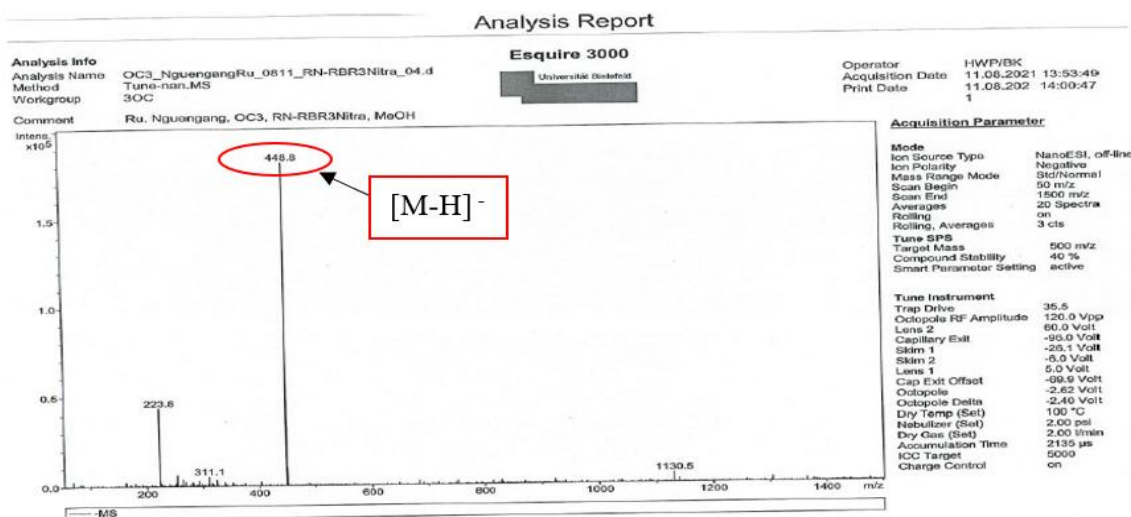 Analysis Report
Analysis Info
Analysis Name OC3_NguengangRu_0811_RN-RBR3Nitra_04.d
Method Tune-nan.MS
Workgroup 3OC
Comment Ru. Nguengang, OC3, RN-RBR3Nitra, MeOH
Esquire 3000
Universität Bielefeld
Operator HWP/BK
Acquisition Date 11.08.2021 13:53:49
Print Date 11.08.202 14:00:47
1
Intens.
x10⁵
448.8
[M-H] -
1.5
1.0
0.5
223.8
311.1
1130.5
0.0
200 400 600 800 1000 1200 1400 m/z
-MS
Acquisition Parameter
Mode
Ion Source Type NanoESI, off-line
Ion Polarity Negative
Mass Range Mode Std/Normal
Scan Begin 50 m/z
Scan End 1500 m/z
Averages 20 Spectra
Rolling on
Rolling, Averages 3 cts
Tune SPS
Target Mass 500 m/z
Compound Stability 40 %
Smart Parameter Setting active
Tune Instrument
Trap Drive 35.5
Octopole RF Amplitude 120.0 Vpp
Lens 2 60.0 Volt
Capillary Exit -96.0 Volt
Skim 1 -26.1 Volt
Skim 2 -6.0 Volt
Lens 1 5.0 Volt
Cap Exit Offset -69.9 Volt
Octopole -2.62 Volt
Octopole Delta -2.40 Volt
Dry Temp (Set) 100 °C
Nebulizer (Set) 2.00 psi
Dry Gas (Set) 2.00 l/min
Accumulation Time 2135 µs
ICC Target 5000
Charge Control on